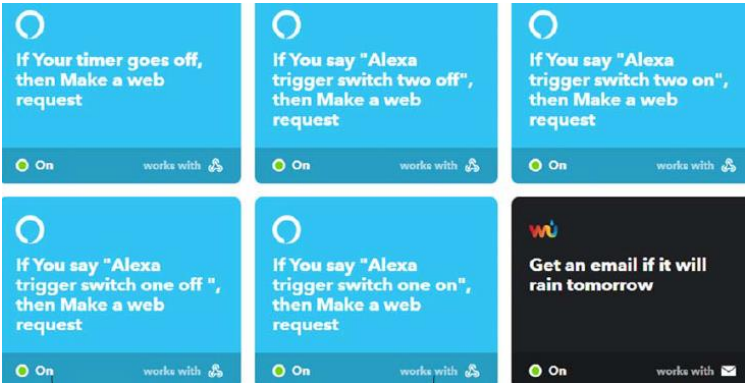 If Your timer goes off,
then Make a web
request
On
works with
If You say "Alexa
trigger switch two off",
then Make a web
request
On
works with
If You say "Alexa
trigger switch two on",
then Make a web
request
On
works with
If You say "Alexa
trigger switch one off ",
then Make a web
request
On
works with
If You say "Alexa
trigger switch one on",
then Make a web
request
On
works with
wu
Get an email if it will
rain tomorrow
On
works with